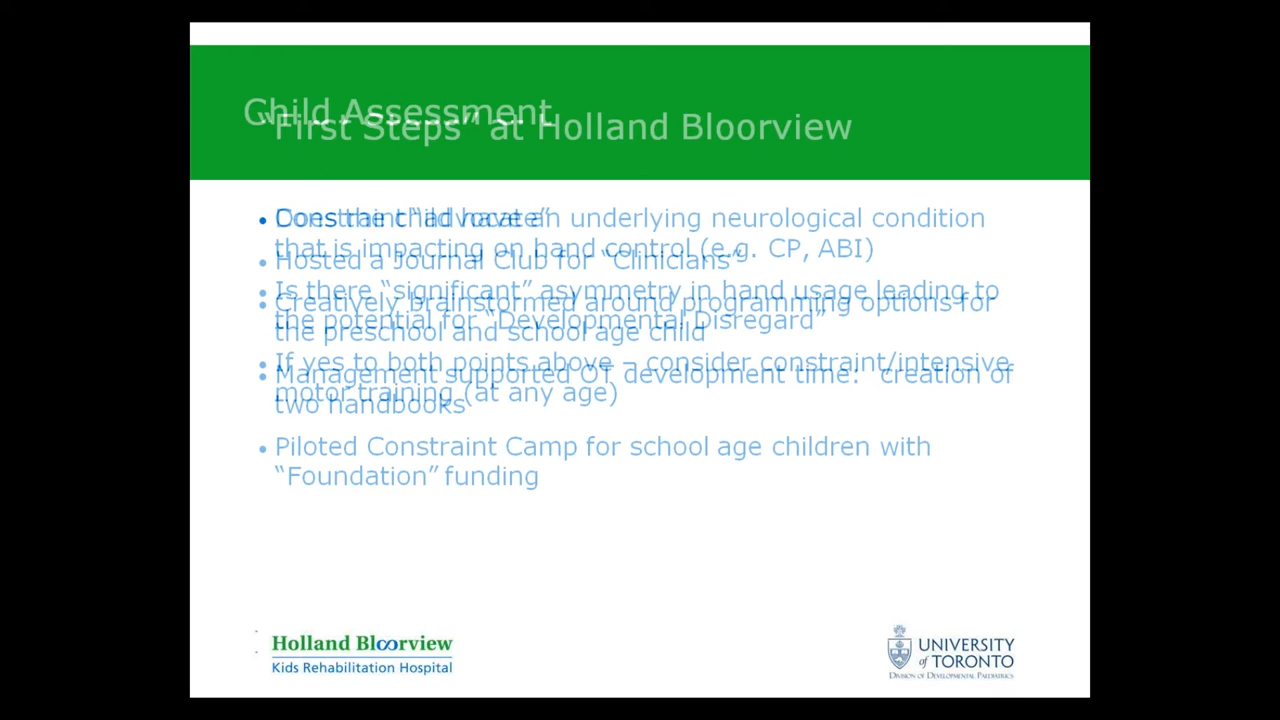 Child Assessment
“First Steps” at Holland Bloorview
• Does the child have an underlying neurological condition
that is impacting on hand control (e.g. CP, ABI)
• Is there “significant” asymmetry in hand usage leading to
the potential for “Developmental Disregard”
• If yes to both points above – consider constraint/intensive
motor training (at any age)
• Constraint “advocate”
• Hosted a Journal Club for “Clinicians”
• Creatively brainstormed around programming options for
the preschool and school age child
• Management supported OT development time: creation of
two handbooks
• Piloted Constraint Camp for school age children with
“Foundation” funding
Holland Bloorview
Kids Rehabilitation Hospital
UNIVERSITY
of TORONTO
DIVISION OF DEVELOPMENTAL PAEDIATRICS